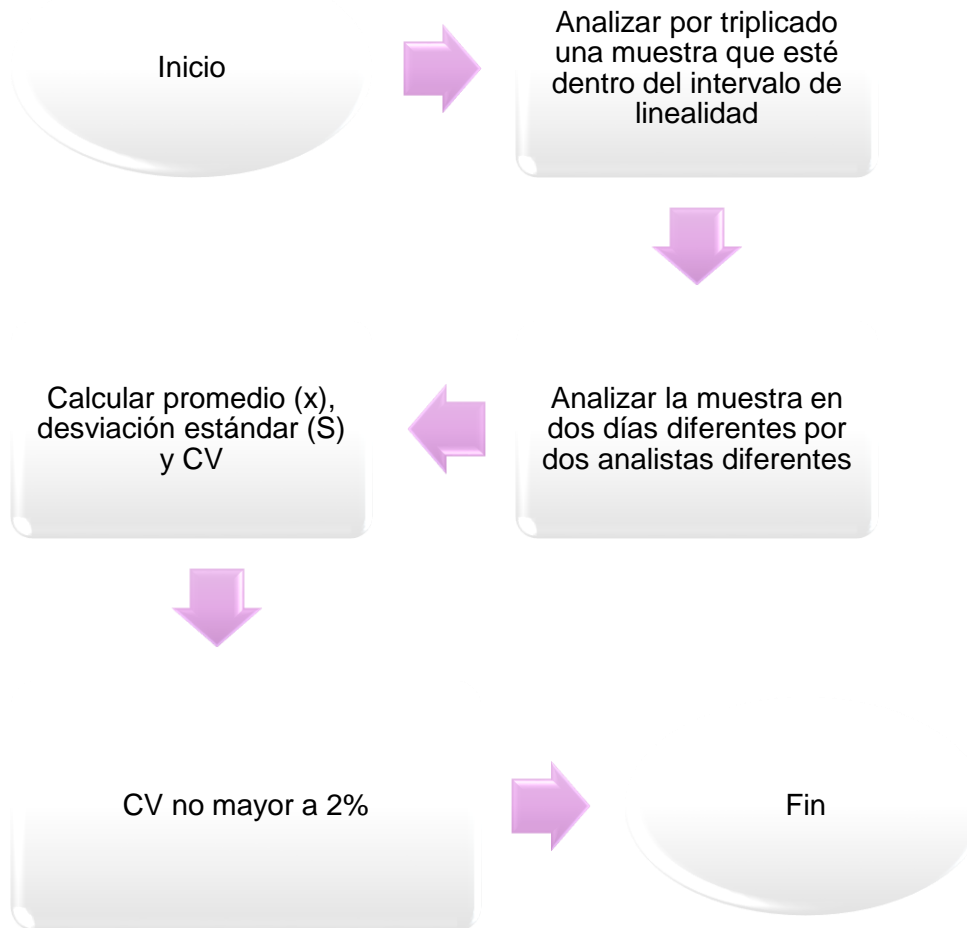 Inicio
Analizar por triplicado
una muestra que esté
dentro del intervalo de
linealidad
Analizar la muestra en
dos días diferentes por
dos analistas diferentes
Calcular promedio (x),
desviación estándar (S)
y CV
CV no mayor a 2%
Fin